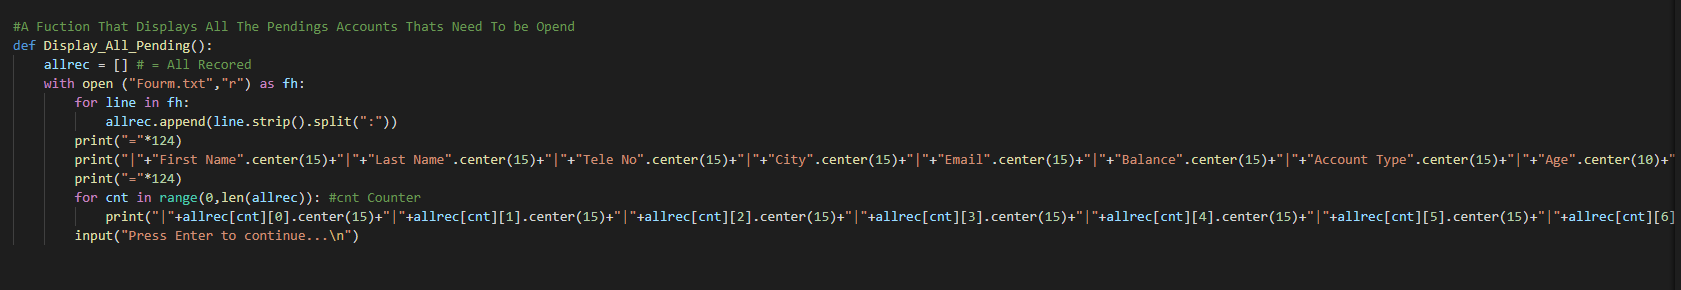 #A Fuction That Displays All The Pendings Accounts Thats Need To be Opend
def Display_All_Pending():
    allrec = [] # = All Recored
    with open ("Fourm.txt","r") as fh:
        for line in fh:
            allrec.append(line.strip().split(":"))
        print("="*124)
        print("|"+"First Name".center(15)+"|"+"Last Name".center(15)+"|"+"Tele No".center(15)+"|"+"City".center(15)+"|"+"Email".center(15)+"|"+"Balance".center(15)+"|"+"Account Type".center(15)+"|"+"Age".center(10)+"
        print("="*124)
        for cnt in range(0,len(allrec)): #cnt Counter
            print("|"+allrec[cnt][0].center(15)+"|"+allrec[cnt][1].center(15)+"|"+allrec[cnt][2].center(15)+"|"+allrec[cnt][3].center(15)+"|"+allrec[cnt][4].center(15)+"|"+allrec[cnt][5].center(15)+"|"+allrec[cnt][6]
        input("Press Enter to continue...\n")